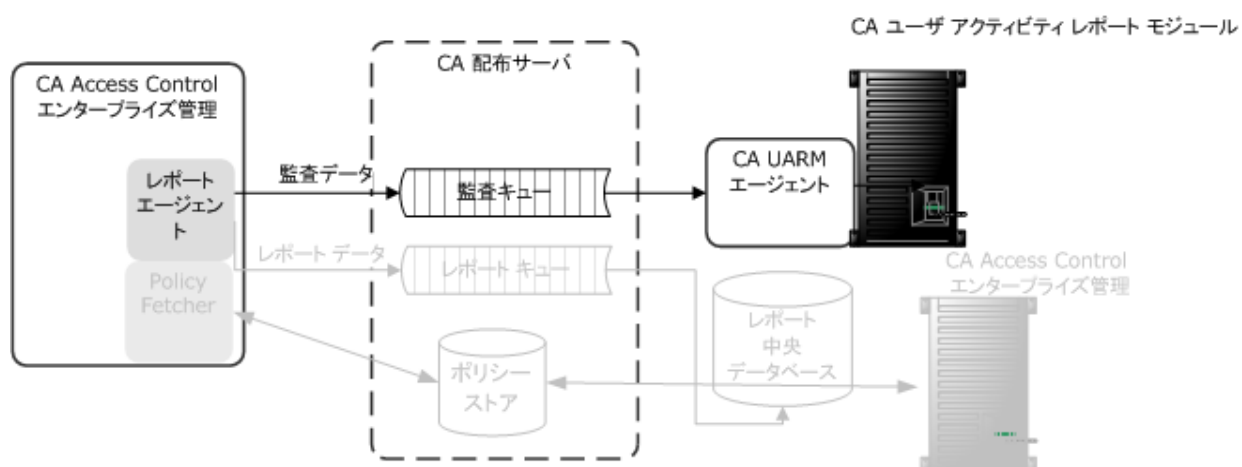 CA ユーザ アクティビティ レポート モジュール
CA 配布サーバ
CA Access Control
エンタープライズ管理
レポート
エージェン
ト
監査データ
監査キュー
CA UARM
エージェント
レポート データ
レポート キュー
Policy
Fetcher
CA Access Control
エンタープライズ管理
レポート
中央
データベース
ポリシー
ストア